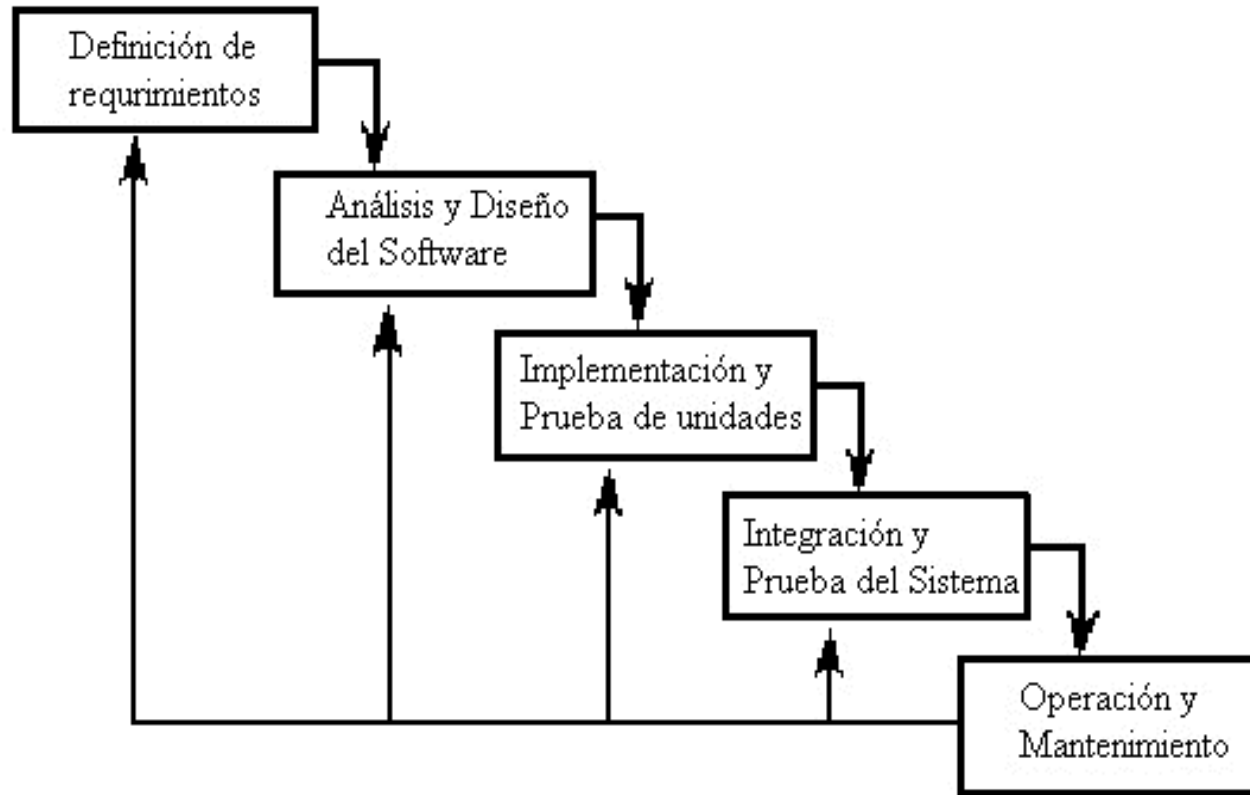 Definición de
requrimientos
Análisis y Diseño
del Software
Implementación y
Prueba de unidades
Integración y
Prueba del Sistema
Operación y
Mantenimiento